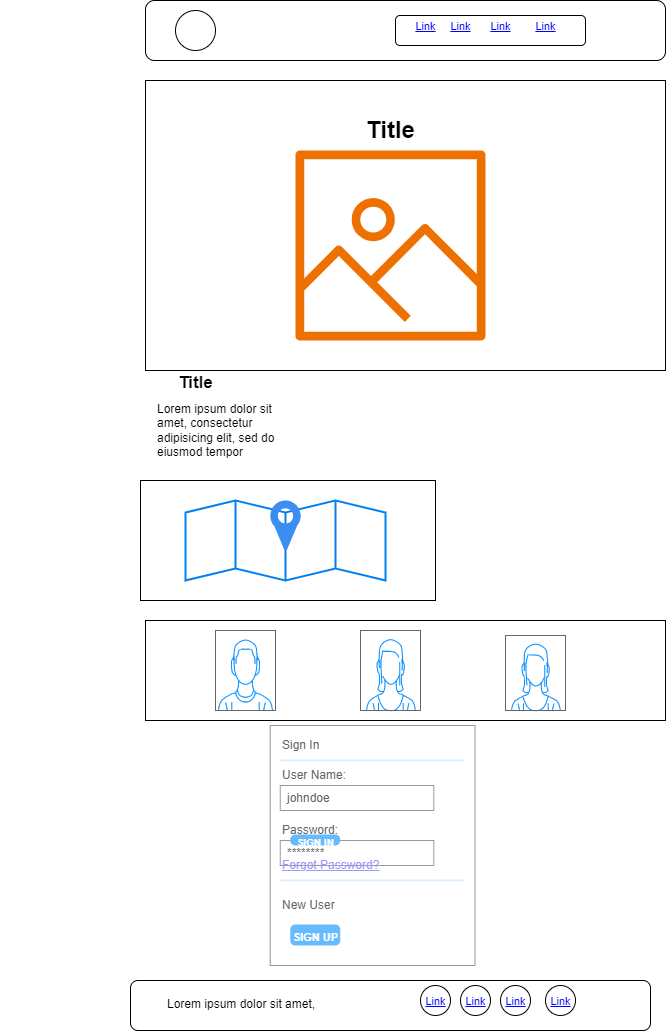 Link Link Link Link
Title
Title
Lorem ipsum dolor sit
amet, consectetur
adipisicing elit, sed do
eiusmod tempor
Sign In
User Name:
johndoe
Password:
SIGN IN
********
Forgot Password?
New User
SIGN UP
Lorem ipsum dolor sit amet,
Link Link Link Link